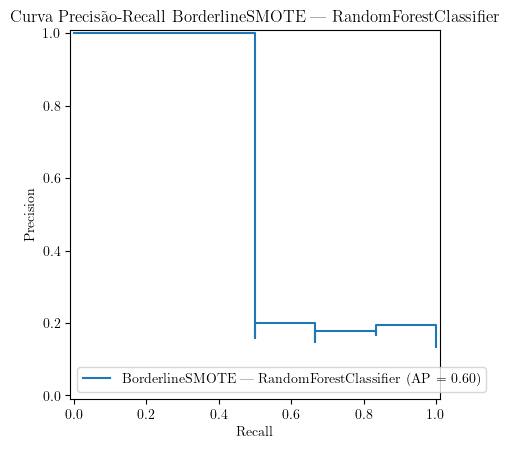 Curva Precisão-Recall BorderlineSMOTE — RandomForestClassifier
1.0
0.8
0.6
0.4
0.2
0.0
Precision
BorderlineSMOTE — RandomForestClassifier (AP = 0.60)
0.0 0.2 0.4 0.6 0.8 1.0
Recall